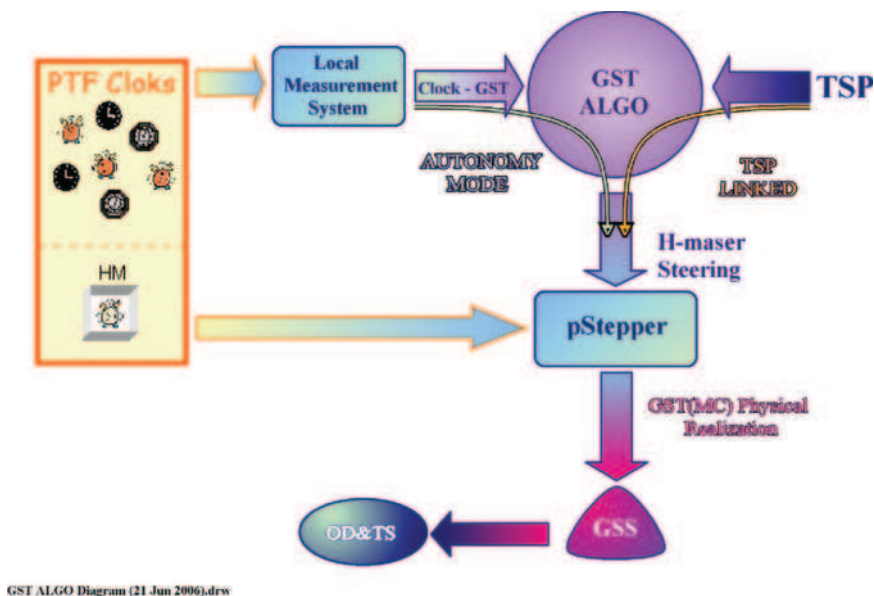 PTF Cloks
HM
Local
Measurement
System
Clock - GST
GST
ALGO
TSP
AUTONOMY
MODE
TSP
LINKED
H-maser
Steering
pStepper
GST(MC) Physical
Realization
GSS
OD&TS
GST ALGO Diagram (21 Jun 2006).drw